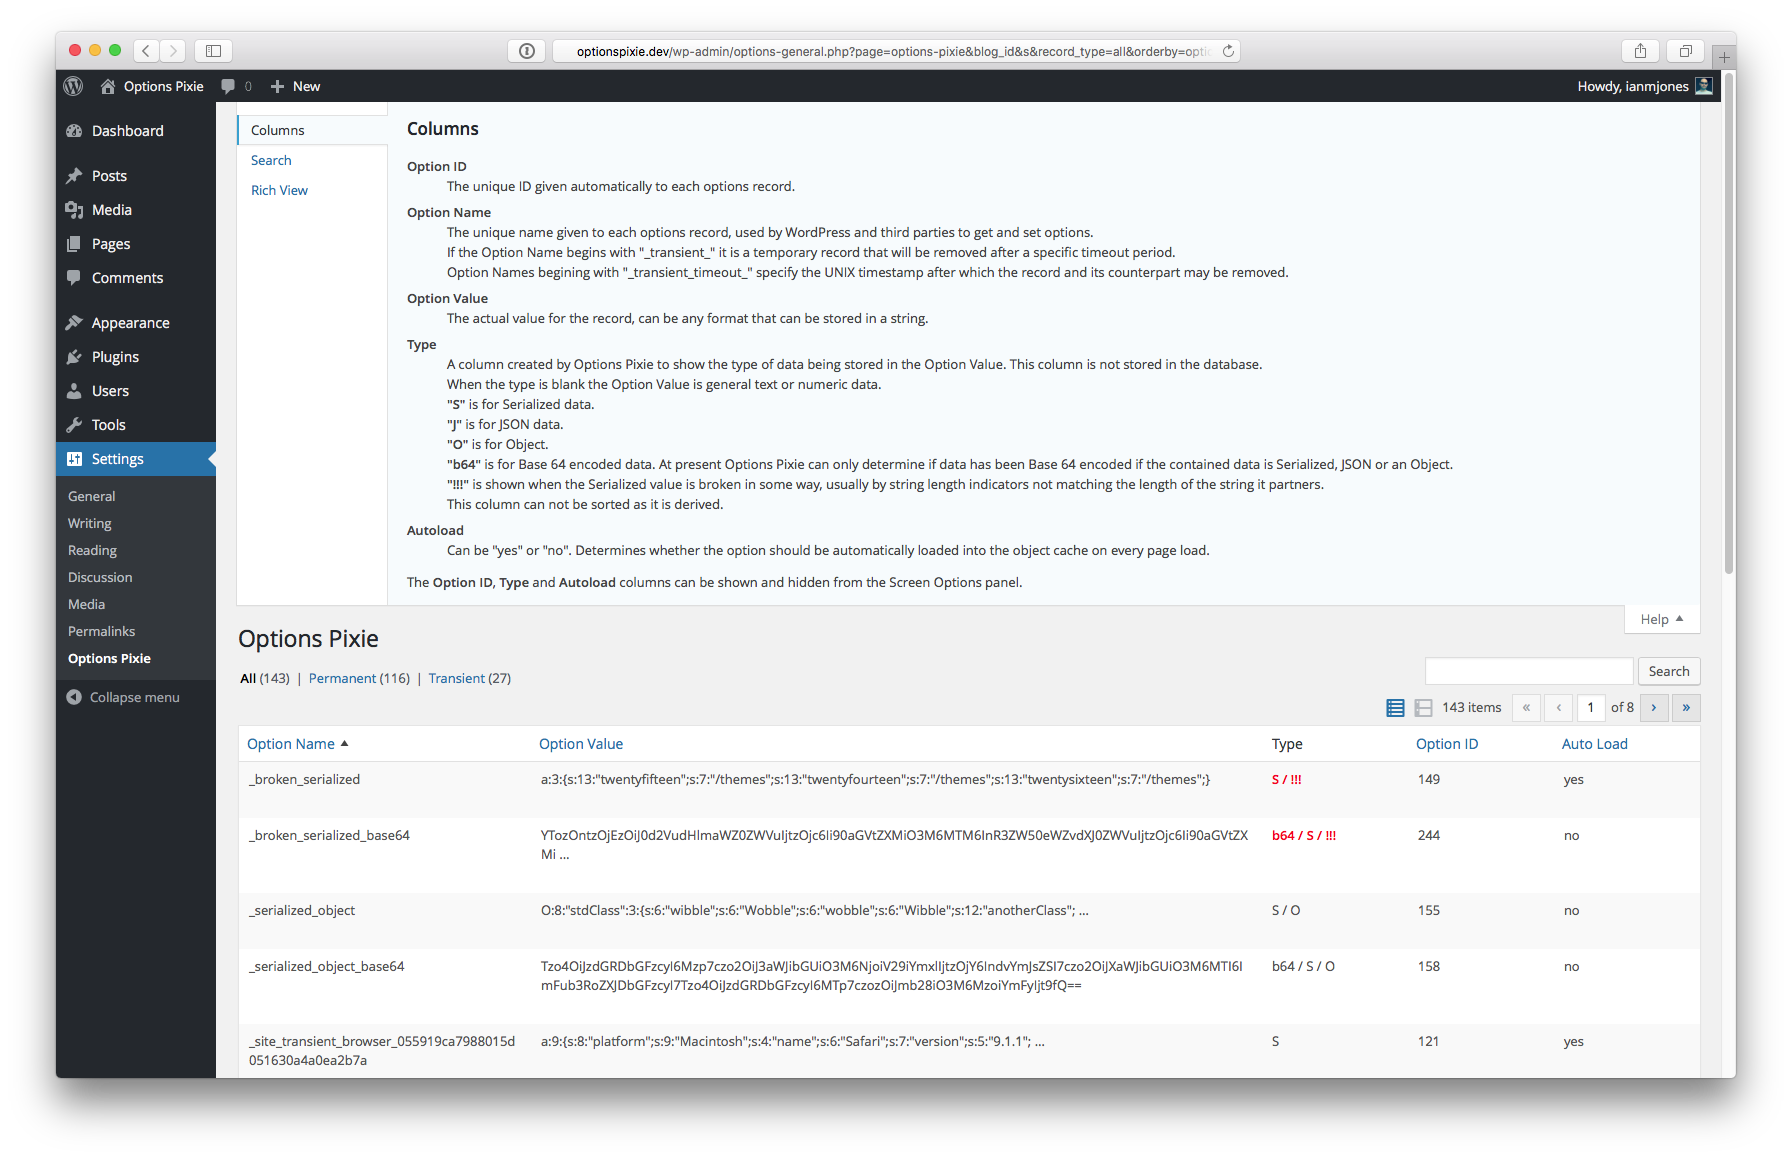 optionspixie.dev/wp-admin/options-general.php?page=options-pixie&blog_id&s&record_type=all&orderby=optic
Options Pixie
0
New
Howdy, ianmjones
Dashboard
Posts
Media
Pages
Comments
Appearance
Plugins
Users
Tools
Settings
General
Writing
Reading
Discussion
Media
Permalinks
Options Pixie
Collapse menu
Columns
Search
Rich View
Columns
Option ID
The unique ID given automatically to each options record.
Option Name
The unique name given to each options record, used by WordPress and third parties to get and set options.
If the Option Name begins with "_transient_" it is a temporary record that will be removed after a specific timeout period.
Option Names begining with "_transient_timeout_" specify the UNIX timestamp after which the record and its counterpart may be removed.
Option Value
The actual value for the record, can be any format that can be stored in a string.
Type
A column created by Options Pixie to show the type of data being stored in the Option Value. This column is not stored in the database.
When the type is blank the Option Value is general text or numeric data.
"S" is for Serialized data.
"J" is for JSON data.
"O" is for Object.
"b64" is for Base 64 encoded data. At present Options Pixie can only determine if data has been Base 64 encoded if the contained data is Serialized, JSON or an Object.
"!!!" is shown when the Serialized value is broken in some way, usually by string length indicators not matching the length of the string it partners.
This column can not be sorted as it is derived.
Autoload
Can be "yes" or "no". Determines whether the option should be automatically loaded into the object cache on every page load.
The Option ID, Type and Autoload columns can be shown and hidden from the Screen Options panel.
Help
Options Pixie
All (143) | Permanent (116) | Transient (27)
Search
143 items « ‹ 1 of 8 › »
Option Name Option Value Type Option ID Auto Load
_broken_serialized a:3:{s:13:"twentyfifteen";s:7:"/themes";s:13:"twentyfourteen";s:7:"/themes";s:13:"twentysixteen";s:7:"/themes";} S / !!! 149 yes
_broken_serialized_base64 YTozOntzOjEzOiJ0d2VudHlmaWZ0ZWVuIjtzOjc6Ii90aGVtZXMiO3M6MTM6InR3ZW50eWZvdXJ0ZWVuIjtzOjc6Ii90aGVtZX b64 / S / !!! 244 no
Mi ...
_serialized_object O:8:"stdClass":3:{s:6:"wibble";s:6:"Wobble";s:6:"wobble";s:6:"Wibble";s:12:"anotherClass"; ... S / O 155 no
_serialized_object_base64 Tzo4OiJzdGRDbGFzcyI6Mzp7czo2OiJ3aWJibGUiO3M6NjoiV29iYmxlIjtzOjY6IndvYmJsZSI7czo2OiJXaWJibGUiO3M6MTI6I b64 / S / O 158 no
mFub3RoZXJDbGFzcyI7Tzo4OiJzdGRDbGFzcyI6MTp7czozOiJmb28iO3M6MzoiYmFyIjt9fQ==
_site_transient_browser_055919ca7988015d a:9:{s:8:"platform";s:9:"Macintosh";s:4:"name";s:6:"Safari";s:7:"version";s:5:"9.1.1"; ... S 121 yes
051630a4a0ea2b7a